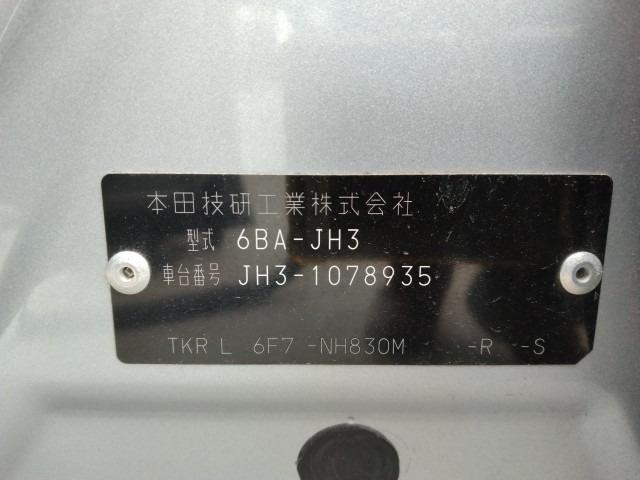 本田技研工業株式会社
型式 6BA-JH3
車台番号 JH3-1078935
TKR L 6F7 -NH830M -R -S